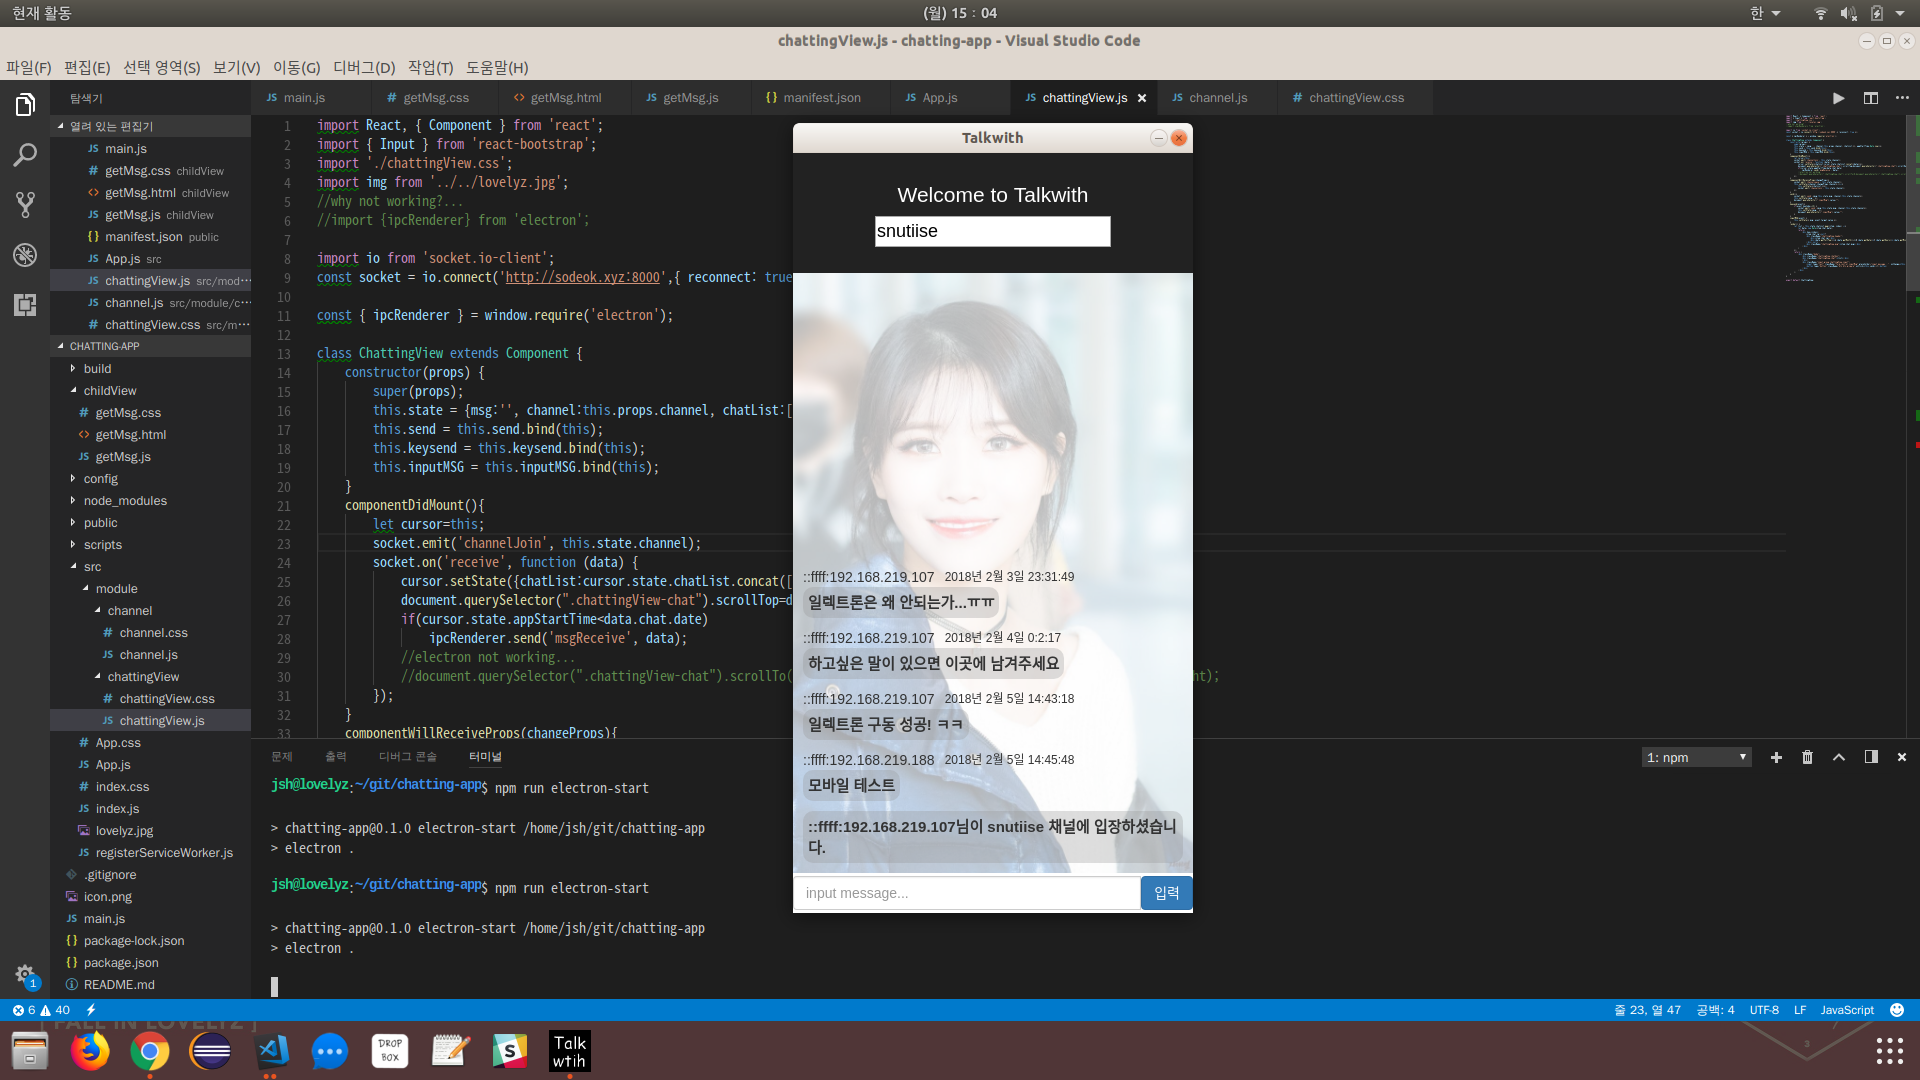 현재 활동
(월) 15 : 04
한
chattingView.js - chatting-app - Visual Studio Code
파일(F) 편집(E) 선택 영역(S) 보기(V) 이동(G) 디버그(D) 작업(T) 도움말(H)
탐색기
JS main.js
# getMsg.css
<> getMsg.html
JS getMsg.js
{} manifest.json
JS App.js
JS chattingView.js
JS channel.js
# chattingView.css
열려 있는 편집기
JS main.js
# getMsg.css childView
<> getMsg.html childView
JS getMsg.js childView
{} manifest.json public
JS App.js src
JS chattingView.js src/mod...
JS channel.js src/module/c...
# chattingView.css src/m...
CHATTING-APP
build
childView
# getMsg.css
<> getMsg.html
JS getMsg.js
config
node_modules
public
scripts
src
module
channel
# channel.css
JS channel.js
chattingView
# chattingView.css
JS chattingView.js
# App.css
JS App.js
# index.css
JS index.js
lovelyz.jpg
JS registerServiceWorker.js
.gitignore
icon.png
JS main.js
{} package-lock.json
{} package.json
README.md
1 import React, { Component } from 'react';
2 import { Input } from 'react-bootstrap';
3 import './chattingView.css';
4 import img from '../../lovelyz.jpg';
5 //why not working?...
6 //import {ipcRenderer} from 'electron';
7
8 import io from 'socket.io-client';
9 const socket = io.connect('http://sodeok.xyz:8000',{ reconnect: true
10
11 const { ipcRenderer } = window.require('electron');
12
13 class ChattingView extends Component {
14 constructor(props) {
15 super(props);
16 this.state = {msg:'', channel:this.props.channel, chatList:[
17 this.send = this.send.bind(this);
18 this.keysend = this.keysend.bind(this);
19 this.inputMSG = this.inputMSG.bind(this);
20 }
21 componentDidMount(){
22 let cursor=this;
23 socket.emit('channelJoin', this.state.channel);
24 socket.on('receive', function (data) {
25 cursor.setState({chatList:cursor.state.chatList.concat([
26 document.querySelector(".chattingView-chat").scrollTop=d
27 if(cursor.state.appStartTime<data.chat.date)
28 ipcRenderer.send('msgReceive', data);
29 //electron not working...
30 //document.querySelector(".chattingView-chat").scrollTo( ht);
31 });
32 }
33 componentWillReceiveProps(changeProps){
Talkwith
Welcome to Talkwith
snutiise
::ffff:192.168.219.107 2018년 2월 3일 23:31:49
일렉트론은 왜 안되는가...ㅠㅠ
::ffff:192.168.219.107 2018년 2월 4일 0:2:17
하고싶은 말이 있으면 이곳에 남겨주세요
::ffff:192.168.219.107 2018년 2월 5일 14:43:18
일렉트론 구동 성공! ㅋㅋ
::ffff:192.168.219.188 2018년 2월 5일 14:45:48
모바일 테스트
::ffff:192.168.219.107님이 snutiise 채널에 입장하셨습니
다.
input message...
입력
문제 출력 디버그 콘솔 터미널
1: npm
jsh@lovelyz:~/git/chatting-app$ npm run electron-start
> chatting-app@0.1.0 electron-start /home/jsh/git/chatting-app
> electron .
jsh@lovelyz:~/git/chatting-app$ npm run electron-start
> chatting-app@0.1.0 electron-start /home/jsh/git/chatting-app
> electron .
1
6 40
줄 23, 열 47 공백: 4 UTF-8 LF JavaScript
[ FALL IN LOVELYZ ]
DROP
BOX
S
Talk
wtih
3